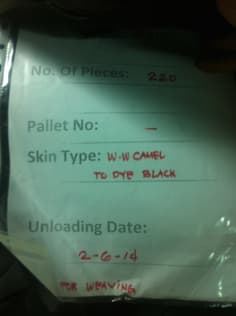 No. Of Pieces: 220
Pallet No: –
Skin Type: W-W CAMEL
TO DYE BLACK
Unloading Date:
2-6-14
FOR WEAVING